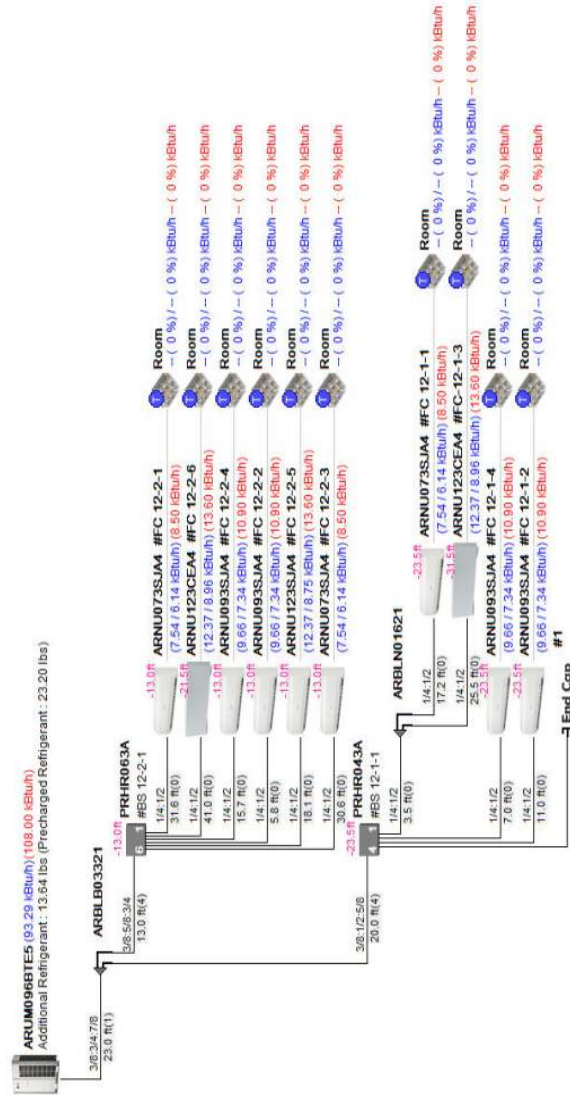 ARUM096BTE5 (93.29 kBtu/h)(108.00 kBtu/h)
Additional Refrigerant : 13.64 lbs (Precharged Refrigerant : 23.20 lbs)
3/8:3/4:7/8
23.0 ft(1)
ARBLB03321
3/8:5/8:3/4
13.0 ft(4)
-13.0ft
PRHR063A
#BS 12-2-1
6 1
1/4:1/2
31.6 ft(0)
-13.0ft
ARNU073SJA4 #FC 12-2-1
(7.54 / 6.14 kBtu/h) (8.50 kBtu/h)
T
Room
-- ( 0 %) / -- ( 0 %) kBtu/h -- ( 0 %) kBtu/h
1/4:1/2
41.0 ft(0)
-21.5ft
ARNU123CEA4 #FC 12-2-6
(12.37 / 8.96 kBtu/h) (13.60 kBtu/h)
T
Room
-- ( 0 %) / -- ( 0 %) kBtu/h -- ( 0 %) kBtu/h
1/4:1/2
15.7 ft(0)
-13.0ft
ARNU093SJA4 #FC 12-2-4
(9.66 / 7.34 kBtu/h) (10.90 kBtu/h)
T
Room
-- ( 0 %) / -- ( 0 %) kBtu/h -- ( 0 %) kBtu/h
1/4:1/2
5.8 ft(0)
-13.0ft
ARNU093SJA4 #FC 12-2-2
(9.66 / 7.34 kBtu/h) (10.90 kBtu/h)
T
Room
-- ( 0 %) / -- ( 0 %) kBtu/h -- ( 0 %) kBtu/h
1/4:1/2
18.1 ft(0)
-13.0ft
ARNU123SJA4 #FC 12-2-5
(12.37 / 8.75 kBtu/h) (13.60 kBtu/h)
T
Room
-- ( 0 %) / -- ( 0 %) kBtu/h -- ( 0 %) kBtu/h
1/4:1/2
30.6 ft(0)
-13.0ft
ARNU073SJA4 #FC 12-2-3
(7.54 / 6.14 kBtu/h) (8.50 kBtu/h)
T
Room
-- ( 0 %) / -- ( 0 %) kBtu/h -- ( 0 %) kBtu/h
3/8:1/2:5/8
20.0 ft(4)
-23.5ft
PRHR043A
#BS 12-1-1
4 1
1/4:1/2
3.5 ft(0)
ARBLN01621
1/4:1/2
17.2 ft(0)
-23.5ft
ARNU073SJA4 #FC 12-1-1
(7.54 / 6.14 kBtu/h) (8.50 kBtu/h)
T
Room
-- ( 0 %) / -- ( 0 %) kBtu/h -- ( 0 %) kBtu/h
1/4:1/2
25.5 ft(0)
-31.5ft
ARNU123CEA4 #FC-12-1-3
(12.37 / 8.96 kBtu/h) (13.60 kBtu/h)
T
Room
-- ( 0 %) / -- ( 0 %) kBtu/h -- ( 0 %) kBtu/h
1/4:1/2
7.0 ft(0)
-23.5ft
ARNU093SJA4 #FC 12-1-4
(9.66 / 7.34 kBtu/h) (10.90 kBtu/h)
T
Room
-- ( 0 %) / -- ( 0 %) kBtu/h -- ( 0 %) kBtu/h
1/4:1/2
11.0 ft(0)
-23.5ft
ARNU093SJA4 #FC 12-1-2
(9.66 / 7.34 kBtu/h) (10.90 kBtu/h)
T
Room
-- ( 0 %) / -- ( 0 %) kBtu/h -- ( 0 %) kBtu/h
End Cap
#1